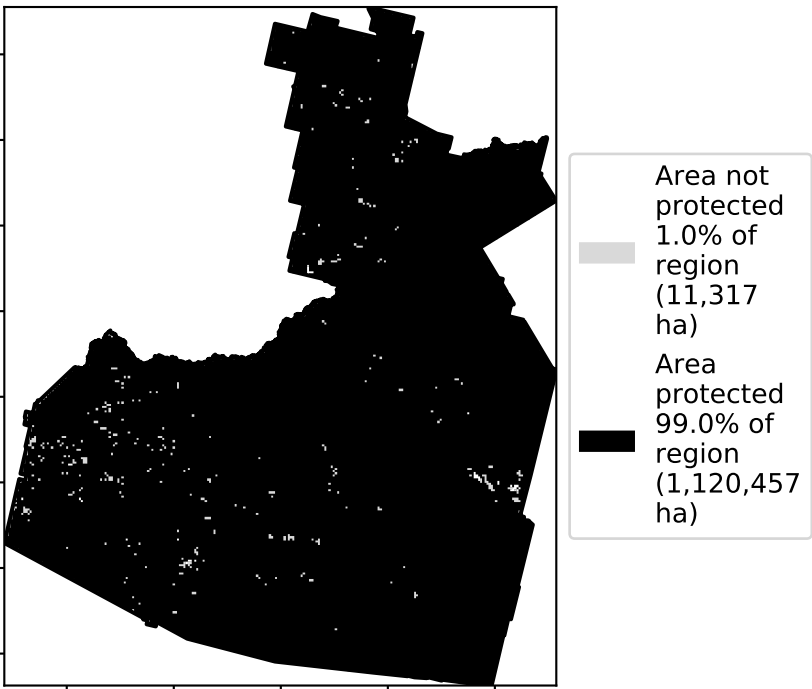 Area not
protected
1.0% of
region
(11,317
ha)
Area
protected
99.0% of
region
(1,120,457
ha)